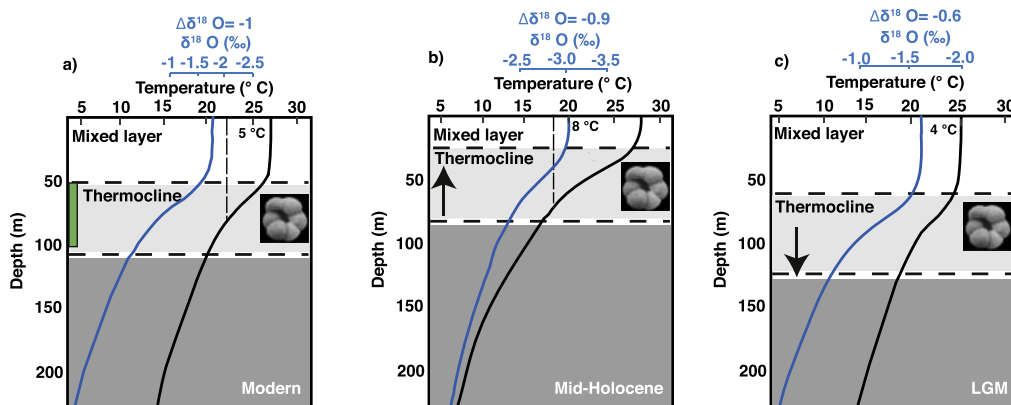 a)
Δδ¹⁸ O= -1
δ¹⁸ O (‰)
-1 -1.5 -2 -2.5
Temperature (° C)
5 10 15 20 25 30
Mixed layer
5 °C
Thermocline
50
100
150
200
Depth (m)
Modern
b)
Δδ¹⁸ O= -0.9
δ¹⁸ O (‰)
-2.5 -3.0 -3.5
Temperature (° C)
5 10 15 20 25 30
Mixed layer
8 °C
Thermocline
50
100
150
200
Depth (m)
Mid-Holocene
c)
Δδ¹⁸ O= -0.6
δ¹⁸ O (‰)
-1.0 -1.5 -2.0
Temperature (° C)
5 10 15 20 25 30
Mixed layer
4 °C
Thermocline
50
100
150
200
Depth (m)
LGM